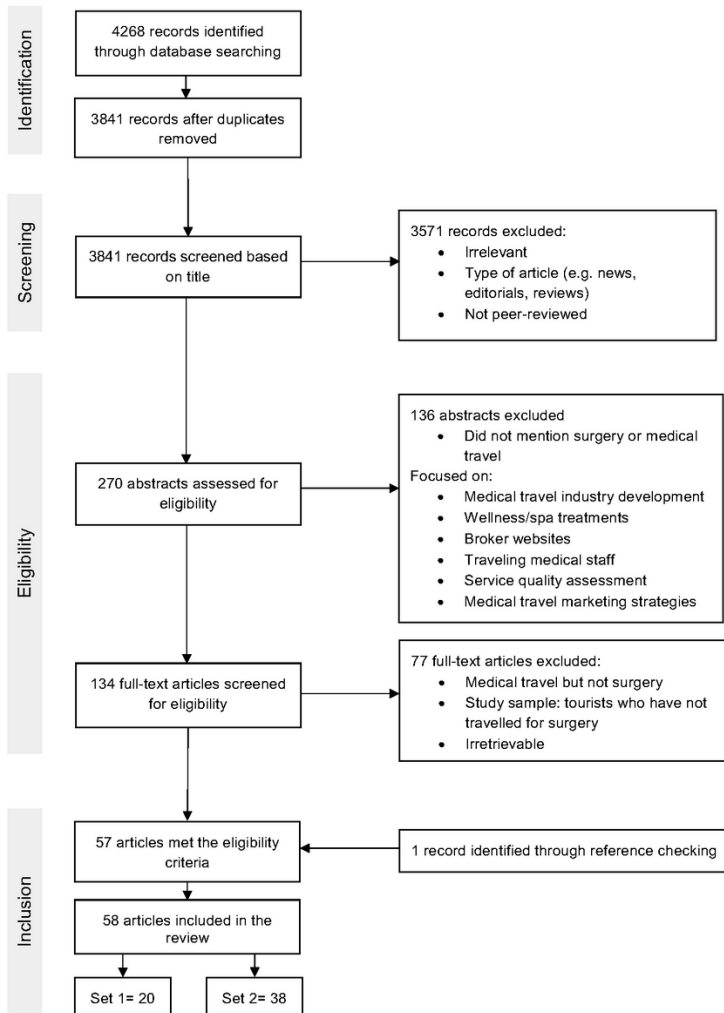 Identification
4268 records identified
through database searching
3841 records after duplicates
removed
Screening
3841 records screened based
on title
3571 records excluded:
• Irrelevant
• Type of article (e.g. news,
editorials, reviews)
• Not peer-reviewed
Eligibility
270 abstracts assessed for
eligibility
136 abstracts excluded
• Did not mention surgery or medical
travel
Focused on:
• Medical travel industry development
• Wellness/spa treatments
• Broker websites
• Traveling medical staff
• Service quality assessment
• Medical travel marketing strategies
134 full-text articles screened
for eligibility
77 full-text articles excluded:
• Medical travel but not surgery
• Study sample: tourists who have not
travelled for surgery
• Irretrievable
Inclusion
57 articles met the eligibility
criteria
1 record identified through reference checking
58 articles included in the
review
Set 1= 20
Set 2= 38